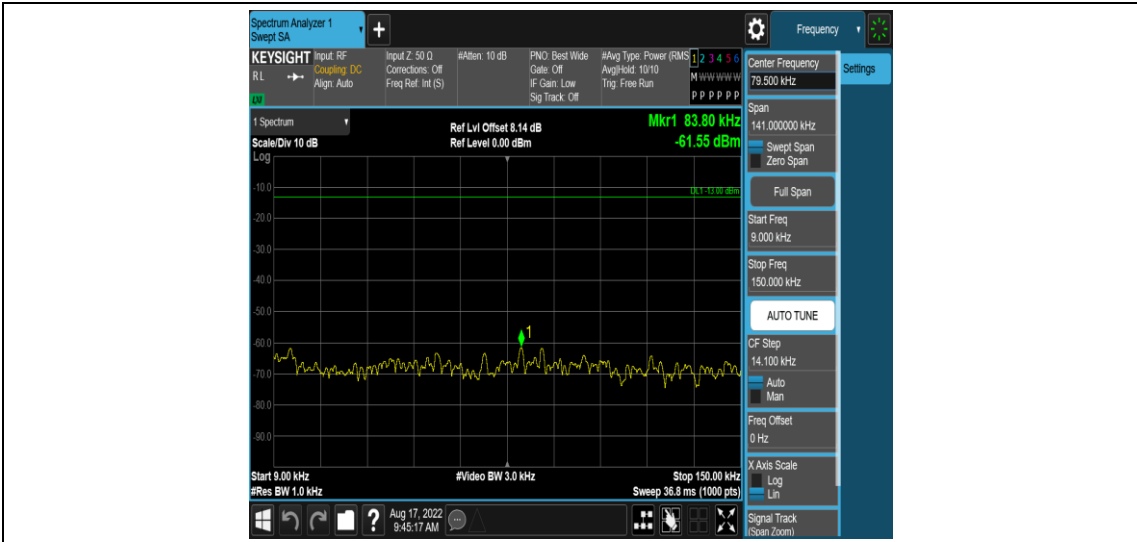 Spectrum Analyzer 1
Swept SA
+
Frequency
KEYSIGHT
RL
LXI
Input: RF
Coupling: DC
Align: Auto
Input Z: 50 Ω
Corrections: Off
Freq Ref: Int (S)
#Atten: 10 dB
PNO: Best Wide
Gate: Off
IF Gain: Low
Sig Track: Off
#Avg Type: Power (RMS
Avg|Hold: 10/10
Trig: Free Run
1 2 3 4 5 6
M W W W W W
P P P P P P
1 Spectrum
Scale/Div 10 dB
Log
Ref Lvl Offset 8.14 dB
Ref Level 0.00 dBm
Mkr1 83.80 kHz
-61.55 dBm
DL1 -13.00 dBm
-10.0
-20.0
-30.0
-40.0
-50.0
-60.0
-70.0
-80.0
-90.0
1
Start 9.00 kHz
#Res BW 1.0 kHz
#Video BW 3.0 kHz
Stop 150.00 kHz
Sweep 36.8 ms (1000 pts)
?
Aug 17, 2022
9:45:17 AM
Center Frequency
79.500 kHz
Settings
Span
141.000000 kHz
Swept Span
Zero Span
Full Span
Start Freq
9.000 kHz
Stop Freq
150.000 kHz
AUTO TUNE
CF Step
14.100 kHz
Auto
Man
Freq Offset
0 Hz
X Axis Scale
Log
Lin
Signal Track
(Span Zoom)